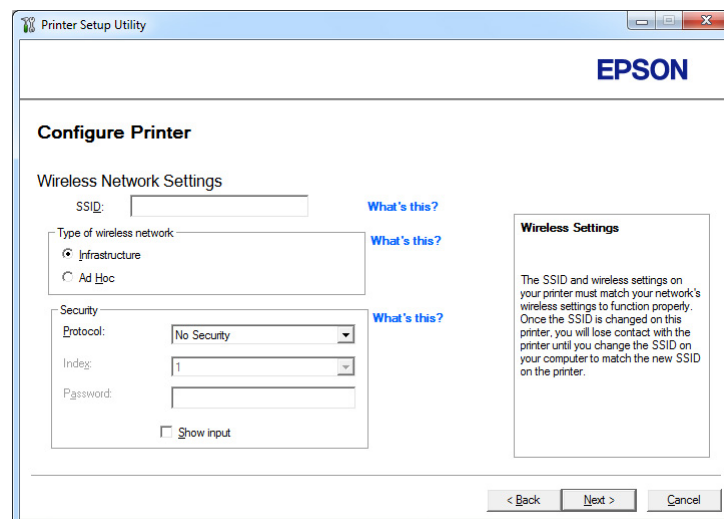 Printer Setup Utility
EPSON
Configure Printer
Wireless Network Settings
SSID:
What's this?
Type of wireless network
What's this?
Infrastructure
Ad Hoc
Security
What's this?
Protocol:
No Security
Index:
1
Password:
Show input
Wireless Settings
The SSID and wireless settings on
your printer must match your network's
wireless settings to function properly.
Once the SSID is changed on this
printer, you will lose contact with the
printer until you change the SSID on
your computer to match the new SSID
on the printer.
< Back
Next >
Cancel